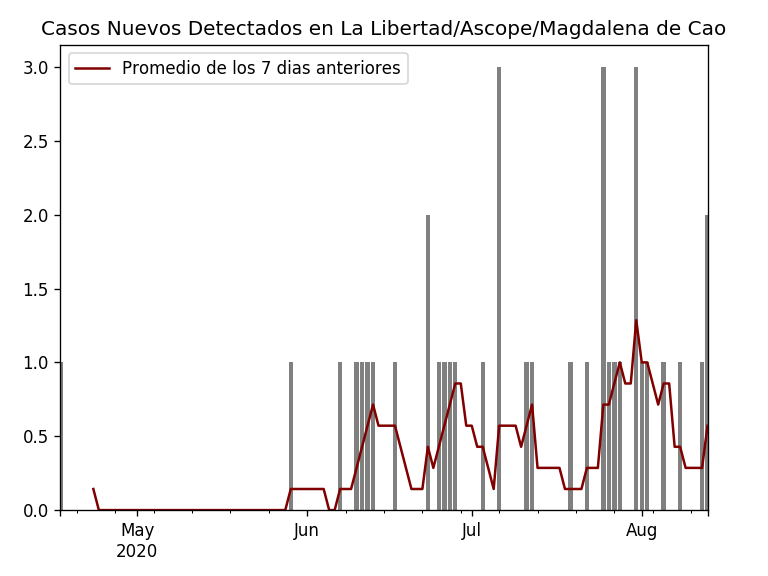 Casos Nuevos Detectados en La Libertad/Ascope/Magdalena de Cao
Promedio de los 7 dias anteriores
3.0
2.5
2.0
1.5
1.0
0.5
0.0
May Jun Jul Aug
2020